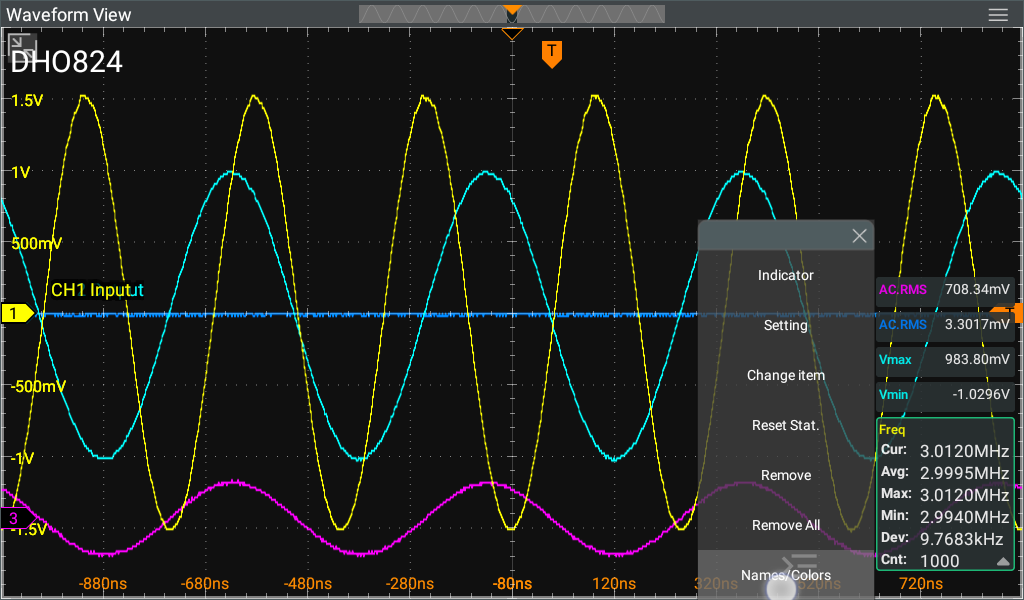 Waveform View
T
DHO824
1.5V
1V
500mV
CH1 Input
1
-500mV
-1V
3
-1.5V
-880ns -680ns -480ns -280ns -80ns 120ns 320ns 520ns 720ns
Indicator
Setting
Change item
Reset Stat.
Remove
Remove All
Names/Colors
AC.RMS 708.34mV
AC.RMS 3.3017mV
Vmax 983.80mV
Vmin -1.0296V
Freq
Cur: 3.0120MHz
Avg: 2.9995MHz
Max: 3.0120MHz
Min: 2.9940MHz
Dev: 9.7683kHz
Cnt: 1000